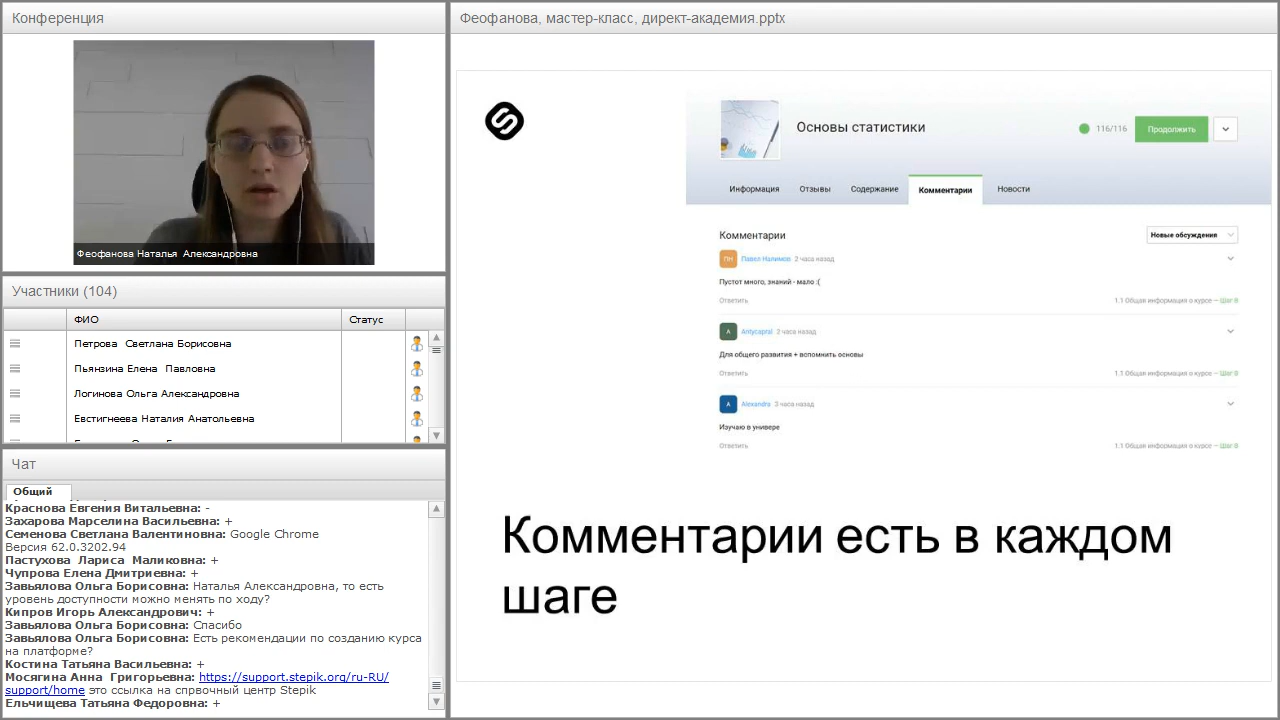 Конференция
Феофанова Наталья Александровна
Участники (104)
ФИО
Статус
Светлана Борисовна
Елена Павловна
Логинова Ольга Александровна
Евстигнеева Наталия Анатольевна
Чат
Общий
Краснова Евгения Витальевна: -
Захарова Марселина Васильевна: +
Семенова Светлана Валентиновна: Google Chrome
Версия 62.0.3202.94
Пастухова Лариса Маликовна: +
Чупрова Елена Дмитриевна: +
Завьялова Ольга Борисовна: Наталья Александровна, то есть
уровень доступности можно менять по ходу?
Кипров Игорь Александрович: +
Завьялова Ольга Борисовна: Спасибо
Завьялова Ольга Борисовна: Есть рекомендации по созданию курса
на платформе?
Костина Татьяна Васильевна: +
Мосягина Анна Григорьевна: https://support.stepik.org/ru-RU/
support/home это ссылка на спрвочный центр Stepik
Ельчищева Татьяна Федоровна: +
Феофанова, мастер-класс, директ-академия.pptx
Основы статистики
116/116
Продолжить
Информация
Отзывы
Содержание
Комментарии
Новости
Комментарии
Новые обсуждения
ПН Павел Налимов 2 часа назад
Пустот много, знаний - мало :(
Ответить
1.1 Общая информация о курсе — Шаг 8
A Antycapral 3 часа назад
Для общего развития + вспомнить основы
Ответить
1.1 Общая информация о курсе — Шаг 8
A Alexandra 3 часа назад
Изучаю в универе
Ответить
1.1 Общая информация о курсе — Шаг 8
Комментарии есть в каждом
шаге